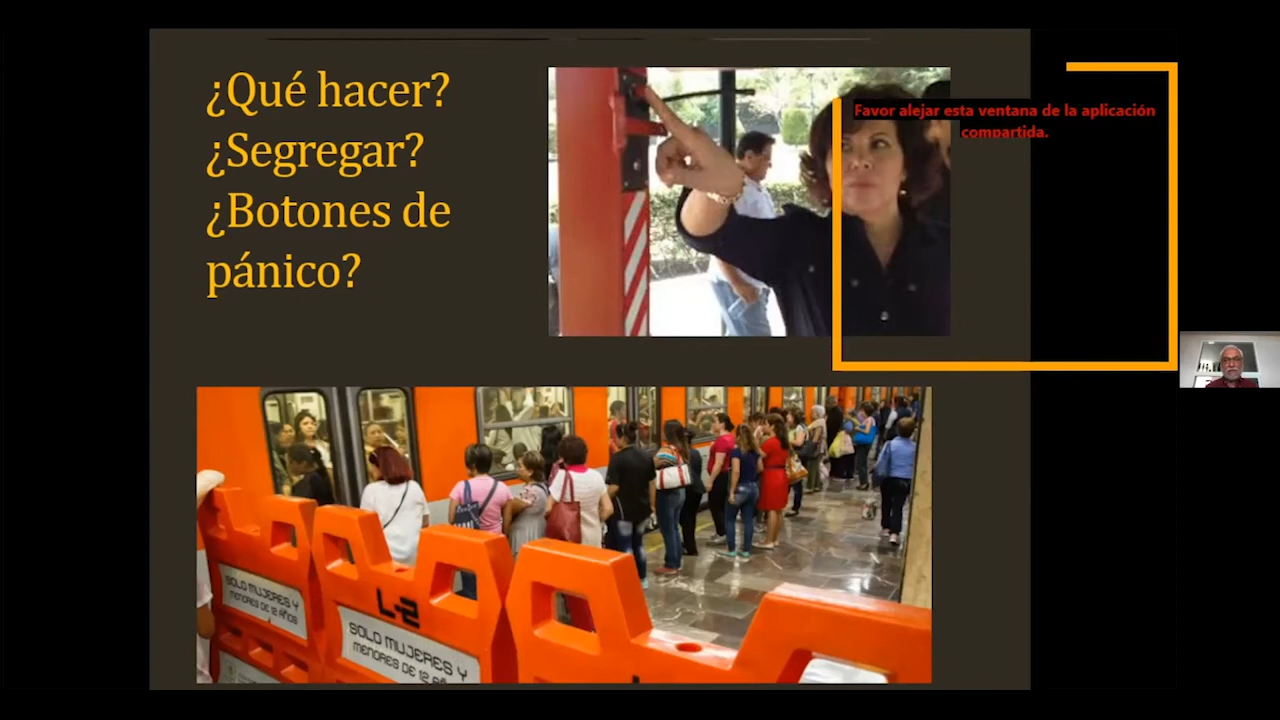 ¿Qué hacer?
¿Segregar?
¿Botones de
pánico?
Favor alejar esta ventana de la aplicación
compartida.
SOLO MUJERES Y
MENORES DE 12 AÑOS
L-2
SOLO MUJERES Y
MENORES DE 12 AÑOS